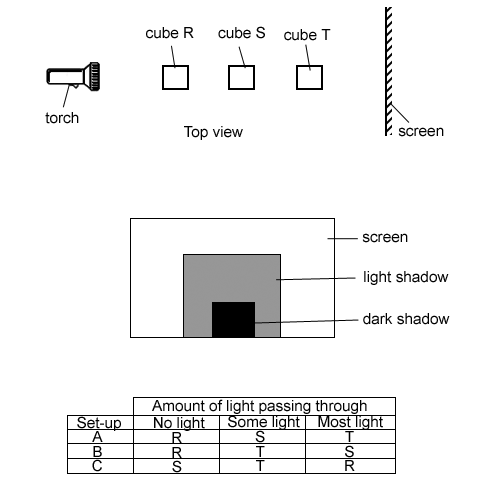 cube R cube S cube T
torch
Top view
screen
screen
light shadow
dark shadow
Amount of light passing through
Set-up No light Some light Most light
A R S T
B R T S
C S T R